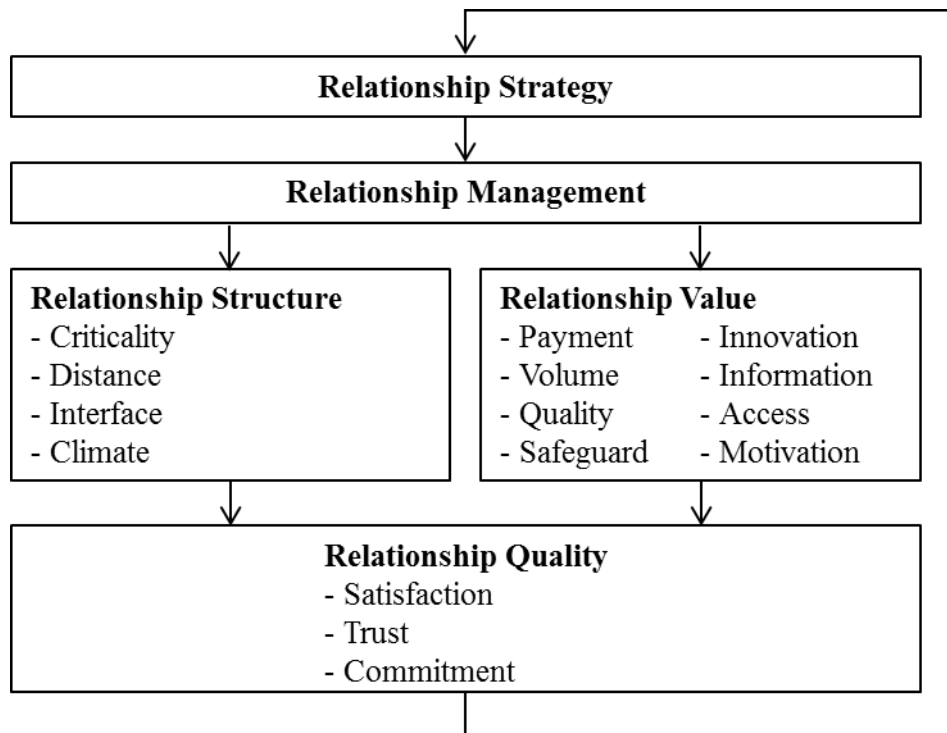 Relationship Strategy
Relationship Management
Relationship Structure
- Criticality
- Distance
- Interface
- Climate
Relationship Value
- Payment
- Volume
- Quality
- Safeguard
- Innovation
- Information
- Access
- Motivation
Relationship Quality
- Satisfaction
- Trust
- Commitment